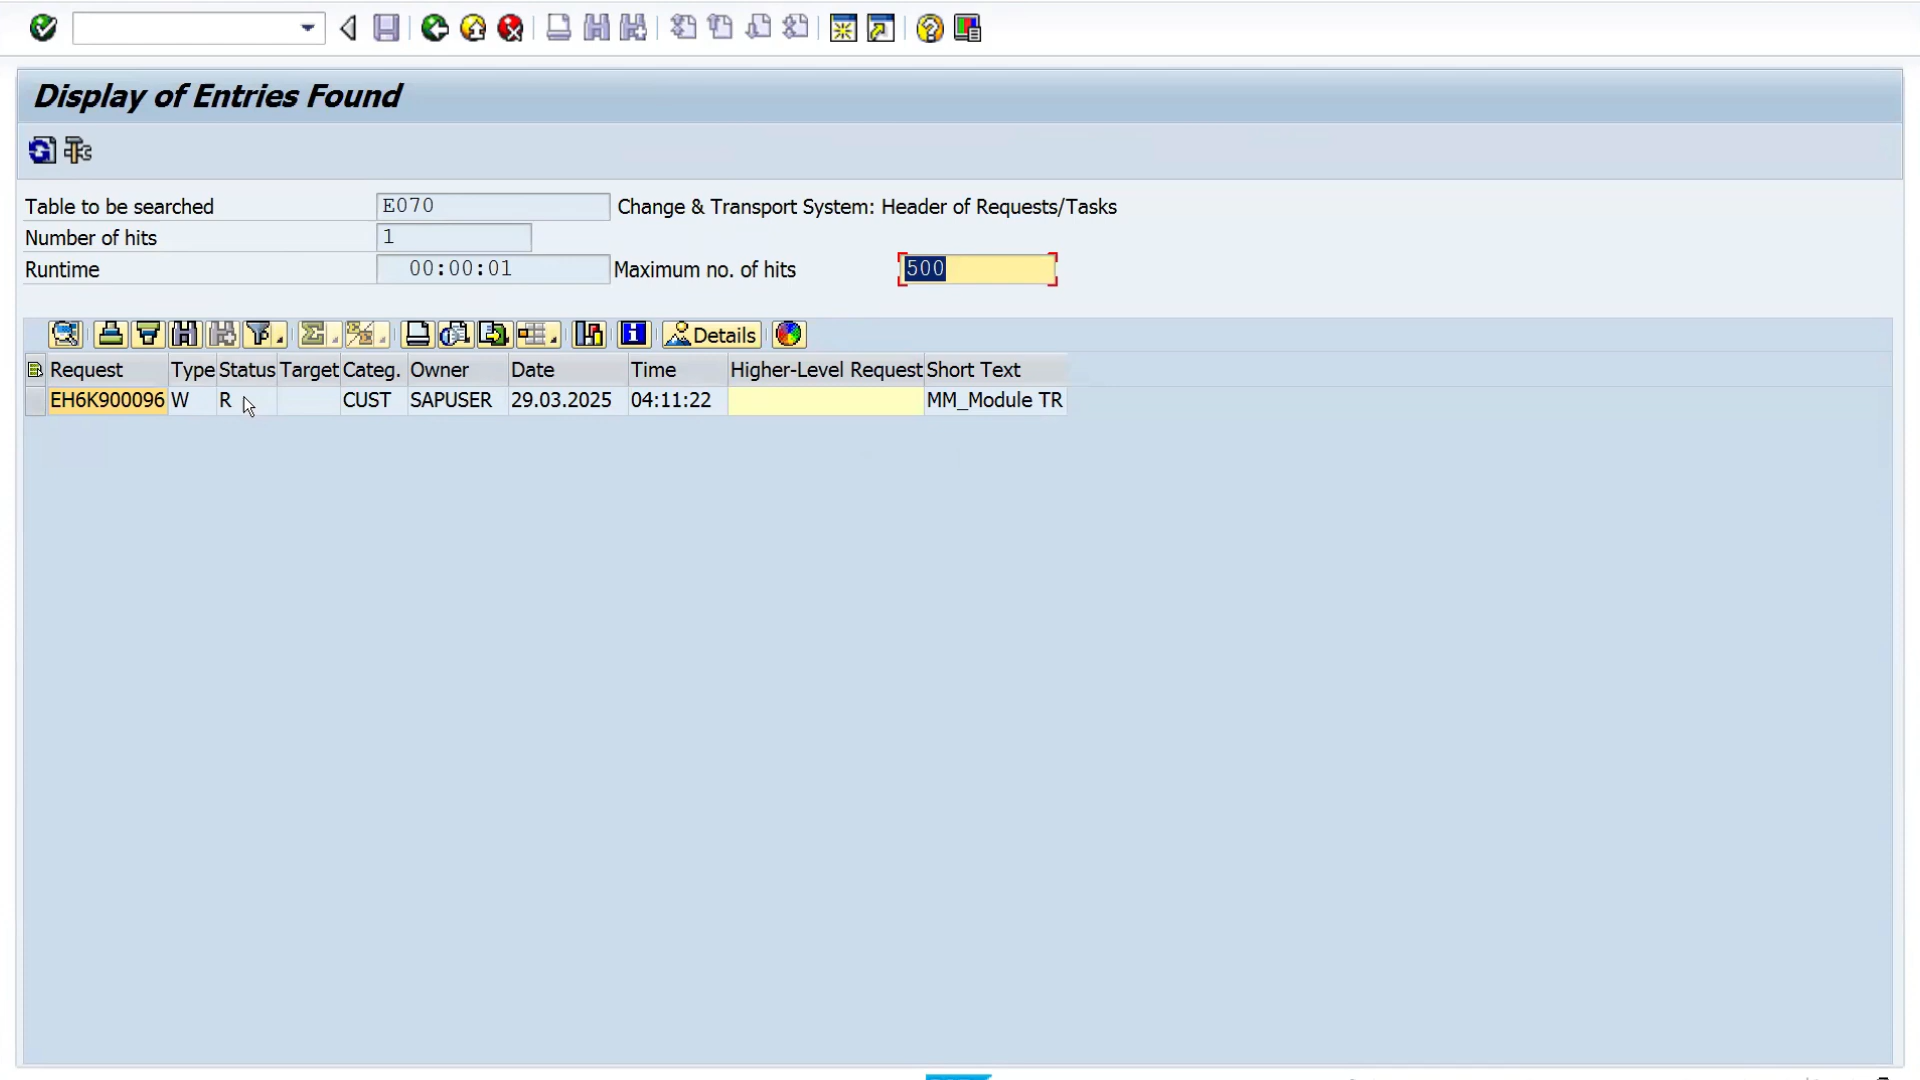 Display of Entries Found
Table to be searched E070 Change & Transport System: Header of Requests/Tasks
Number of hits 1
Runtime 00:00:01 Maximum no. of hits 500
Details
Request Type Status Target Categ. Owner Date Time Higher-Level Request Short Text
EH6K900096 W R CUST SAPUSER 29.03.2025 04:11:22 MM_Module TR